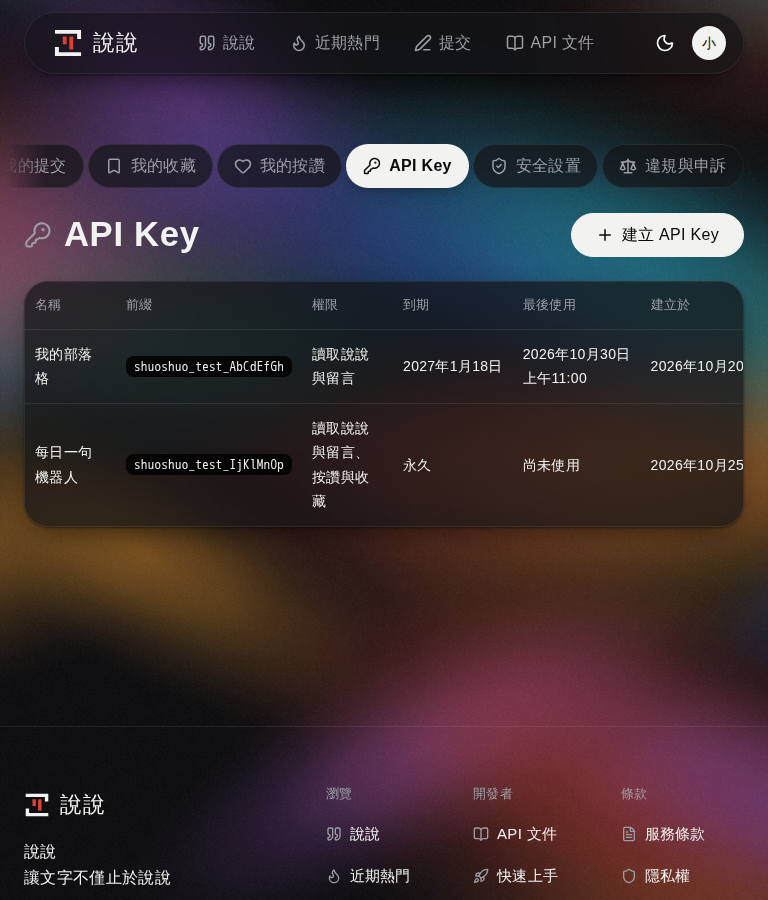 說說
說說
近期熱門
提交
API 文件
小
我的提交
我的收藏
我的按讚
API Key
安全設置
違規與申訴
API Key
建立 API Key
名稱
前綴
權限
到期
最後使用
建立於
我的部落
格
shuoshuo_test_AbCdEfGh
讀取說說
與留言
2027年1月18日
2026年10月30日
上午11:00
2026年10月20
每日一句
機器人
shuoshuo_test_IjKlMnOp
讀取說說
與留言、
按讚與收
藏
永久
尚未使用
2026年10月25
說說
說說
讓文字不僅止於說說
瀏覽
說說
近期熱門
開發者
API 文件
快速上手
條款
服務條款
隱私權